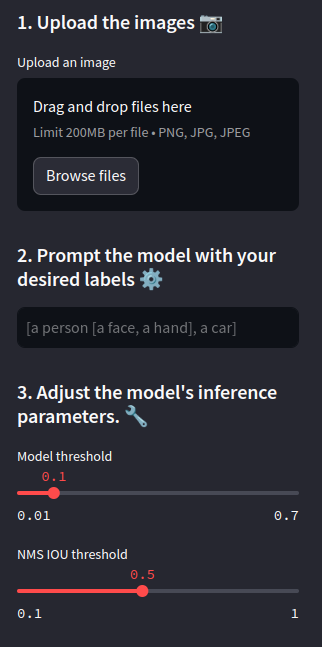 1. Upload the images 📷
Upload an image
Drag and drop files here
Limit 200MB per file • PNG, JPG, JPEG
Browse files
2. Prompt the model with your
desired labels ⚙️
[a person [a face, a hand], a car]
3. Adjust the model's inference
parameters. 🔧
Model threshold
0.1
0.01 0.7
NMS IOU threshold
0.5
0.1 1